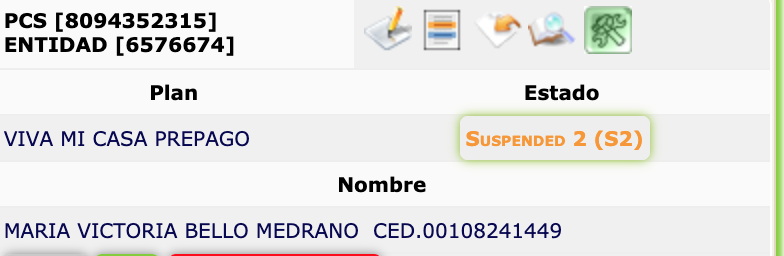 PCS [8094352315]
ENTIDAD [6576674]
Plan Estado
VIVA MI CASA PREPAGO SUSPENDED 2 (S2)
Nombre
MARIA VICTORIA BELLO MEDRANO CED.00108241449